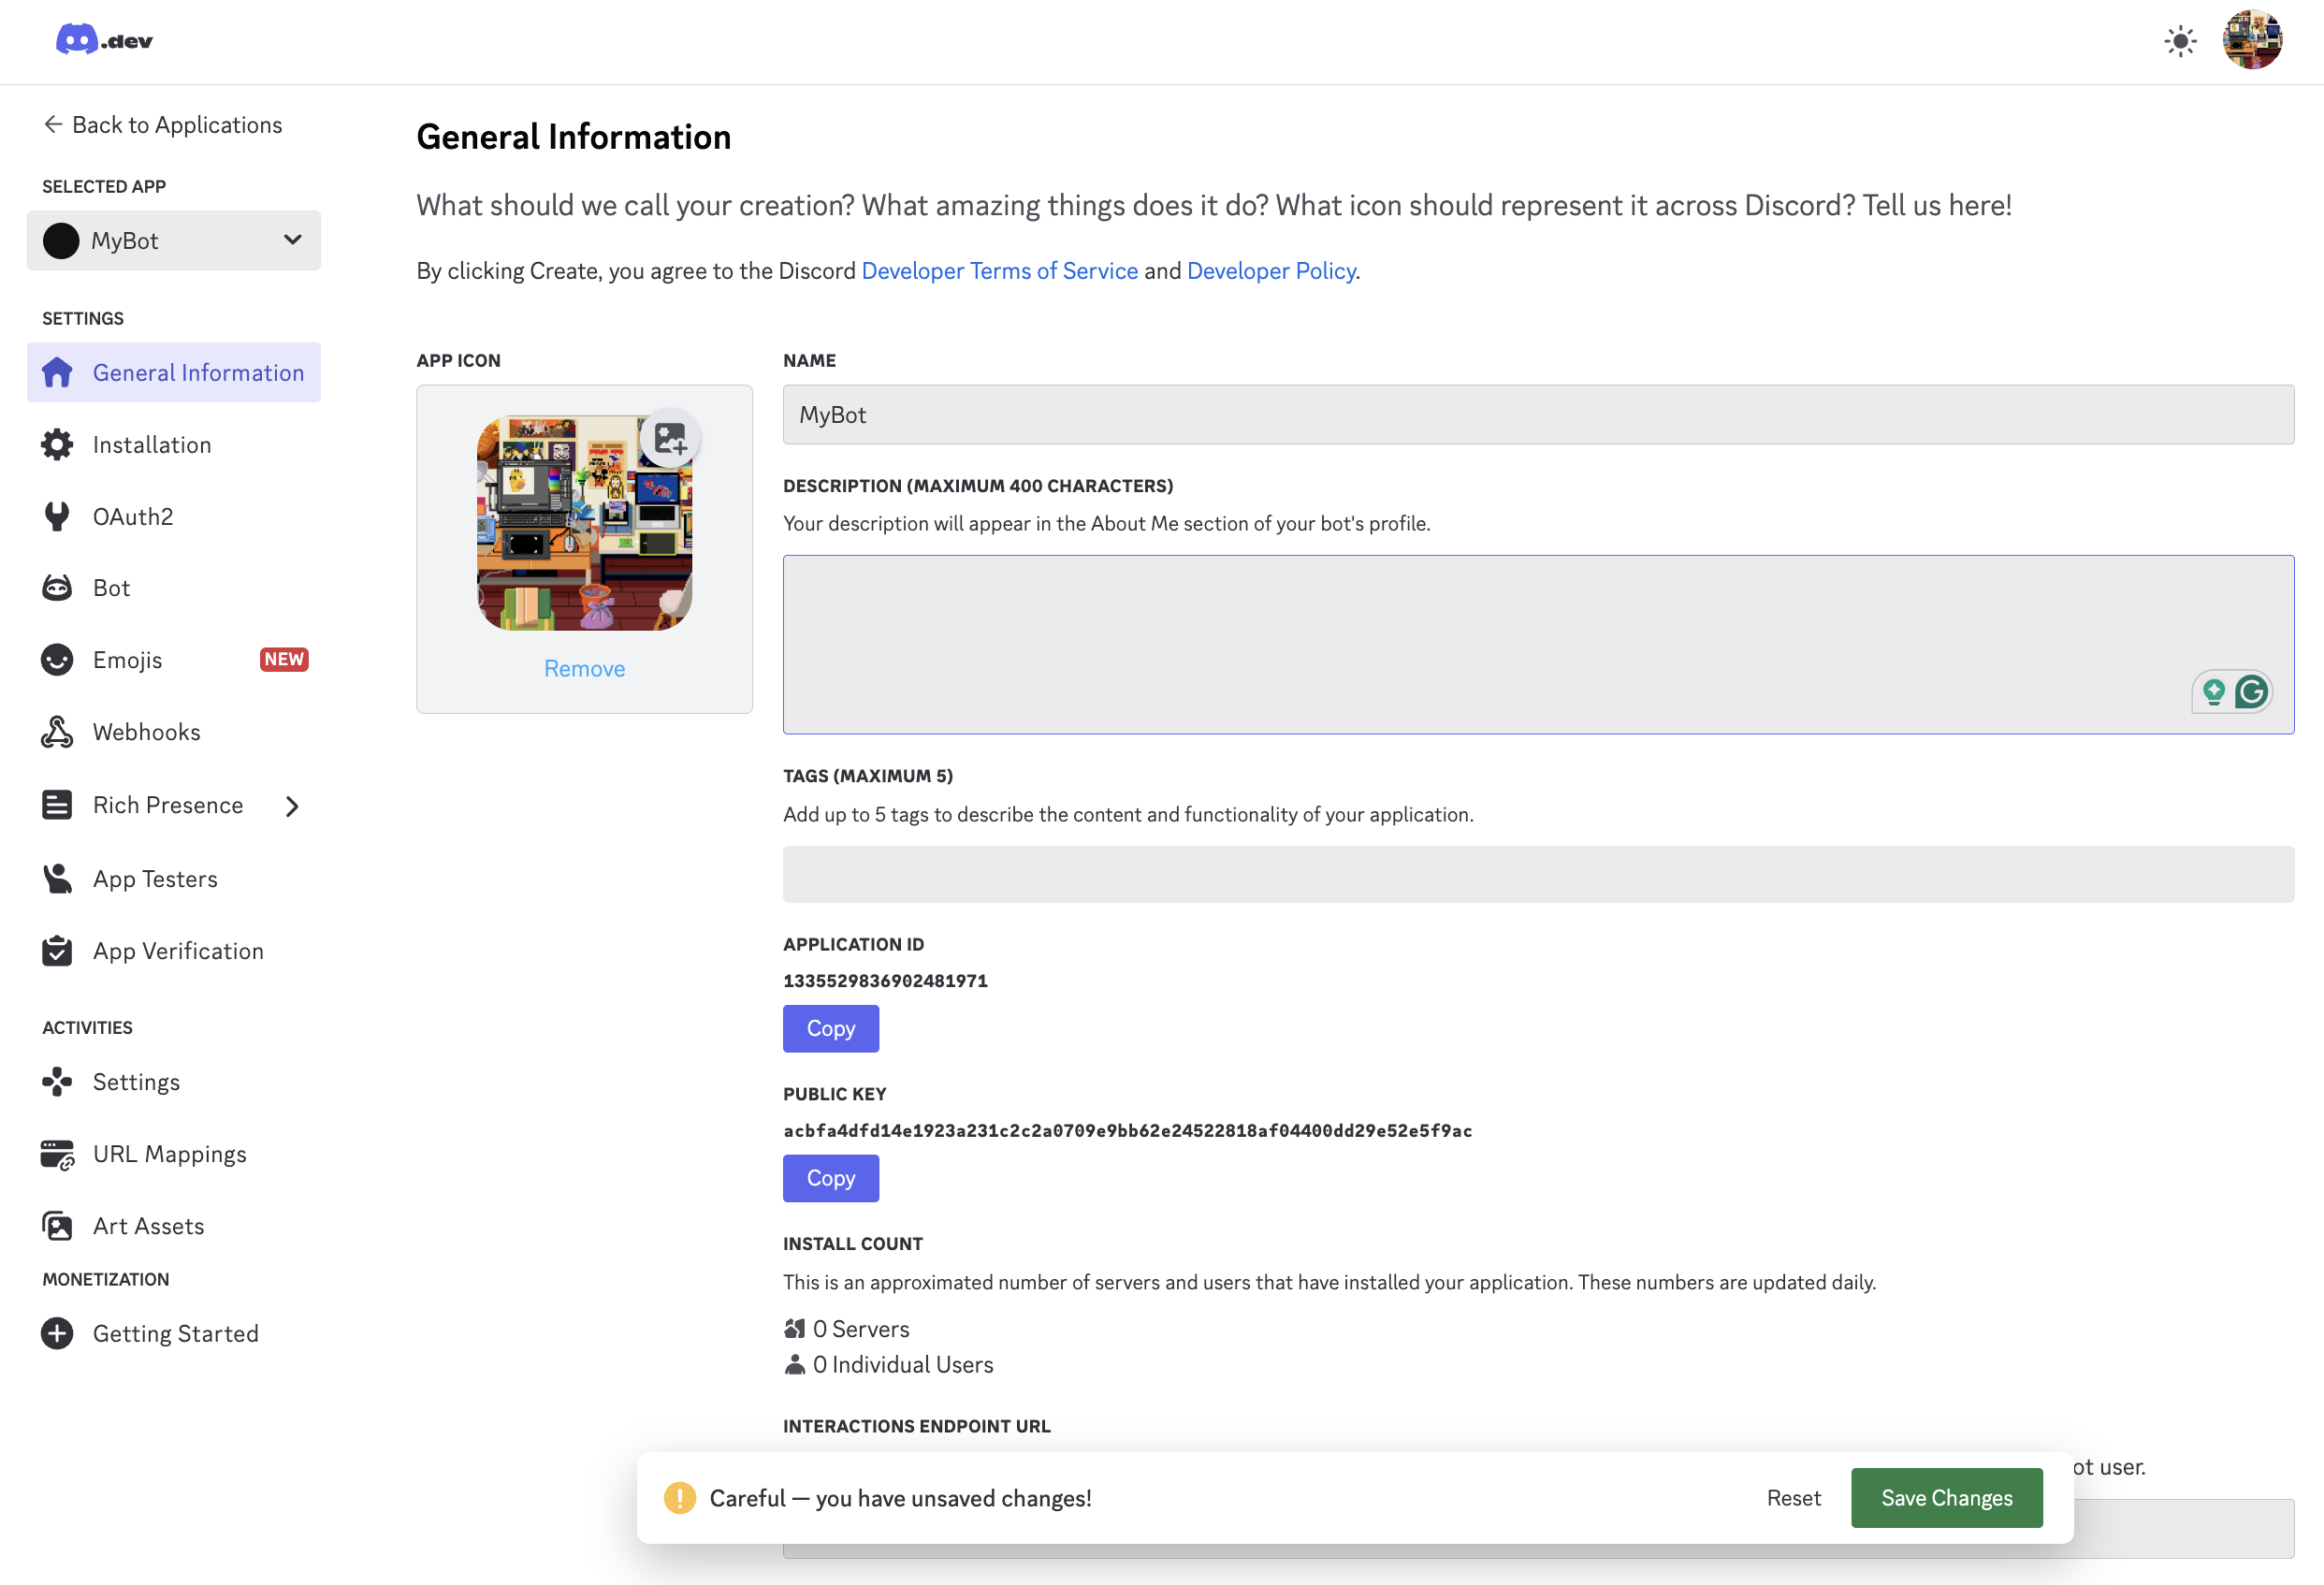 .dev
Back to Applications
SELECTED APP
MyBot
SETTINGS
General Information
Installation
OAuth2
Bot
Emojis NEW
Webhooks
Rich Presence
App Testers
App Verification
ACTIVITIES
Settings
URL Mappings
Art Assets
MONETIZATION
Getting Started
General Information
What should we call your creation? What amazing things does it do? What icon should represent it across Discord? Tell us here!
By clicking Create, you agree to the Discord Developer Terms of Service and Developer Policy.
APP ICON
Remove
NAME
MyBot
DESCRIPTION (MAXIMUM 400 CHARACTERS)
Your description will appear in the About Me section of your bot's profile.
TAGS (MAXIMUM 5)
Add up to 5 tags to describe the content and functionality of your application.
APPLICATION ID
1335529836902481971
Copy
PUBLIC KEY
acbfa4dfd14e1923a231c2c2a0709e9bb62e24522818af04400dd29e52e5f9ac
Copy
INSTALL COUNT
This is an approximated number of servers and users that have installed your application. These numbers are updated daily.
0 Servers
0 Individual Users
INTERACTIONS ENDPOINT URL
ot user.
Careful — you have unsaved changes!
Reset
Save Changes